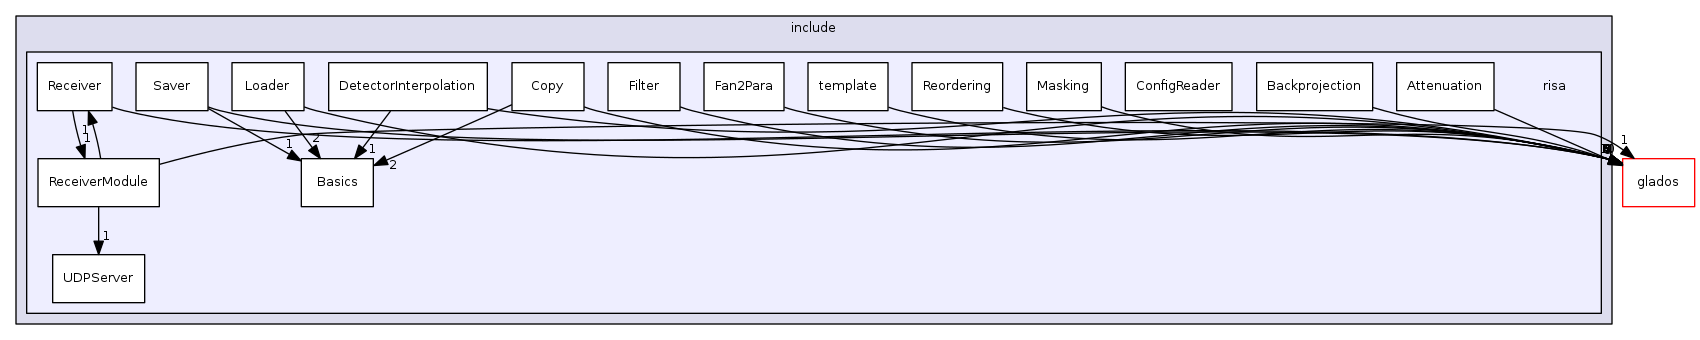 include
Receiver
Saver
Loader
DetectorInterpolation
Copy
Filter
Fan2Para
template
Reordering
Masking
ConfigReader
Backprojection
Attenuation
risa
1
1
1
2
1
2
1
ReceiverModule
Basics
glados
1
UDPServer